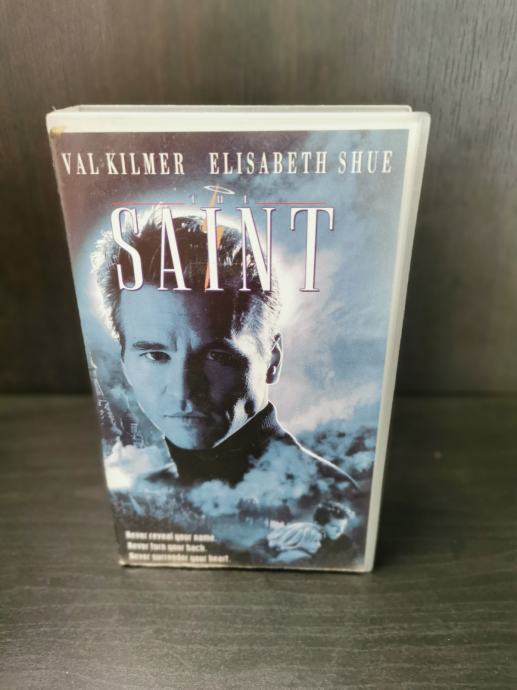 VAL KILMER ELISABETH SHUE
THE
SAINT
Never reveal your name.
Never turn your back.
Never surrender your heart.